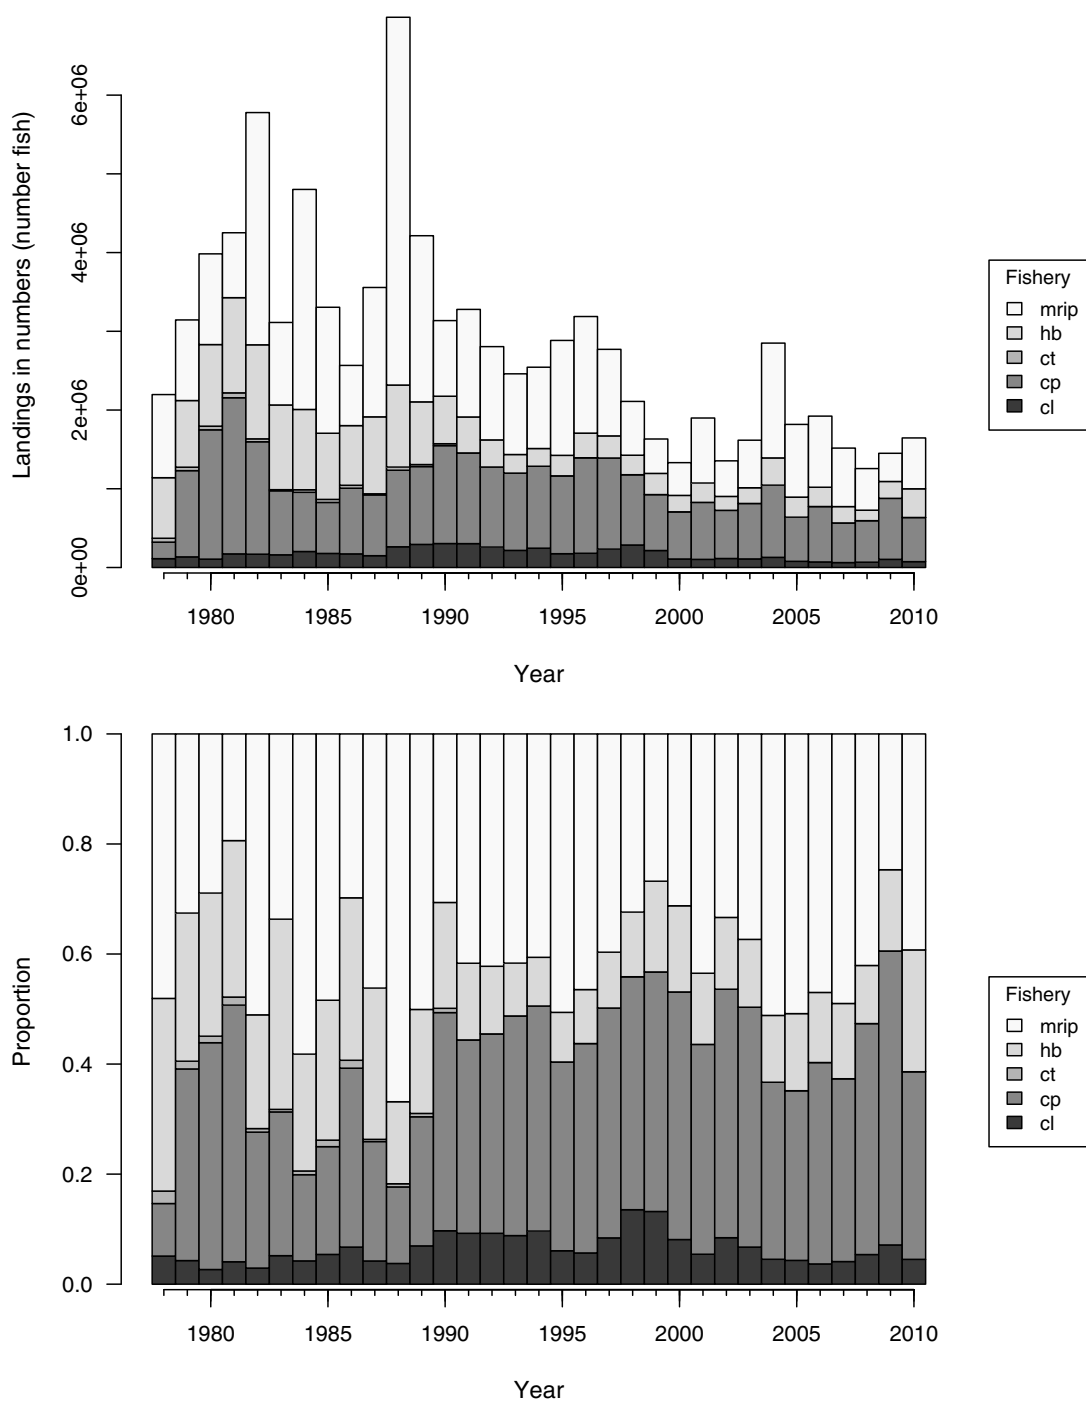 Landings in numbers (number fish)
6e+06
4e+06
2e+06
0e+00
1980 1985 1990 1995 2000 2005 2010
Year
Fishery
mrip
hb
ct
cp
cl
Proportion
1.0
0.8
0.6
0.4
0.2
0.0
1980 1985 1990 1995 2000 2005 2010
Year
Fishery
mrip
hb
ct
cp
cl